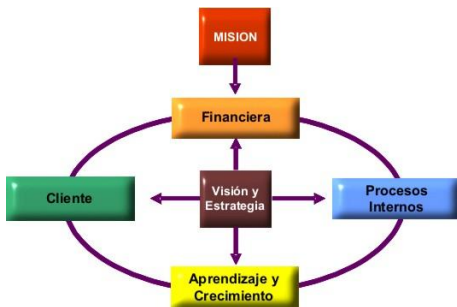 MISION
Financiera
Cliente
Visión y
Estrategia
Procesos
Internos
Aprendizaje y
Crecimiento